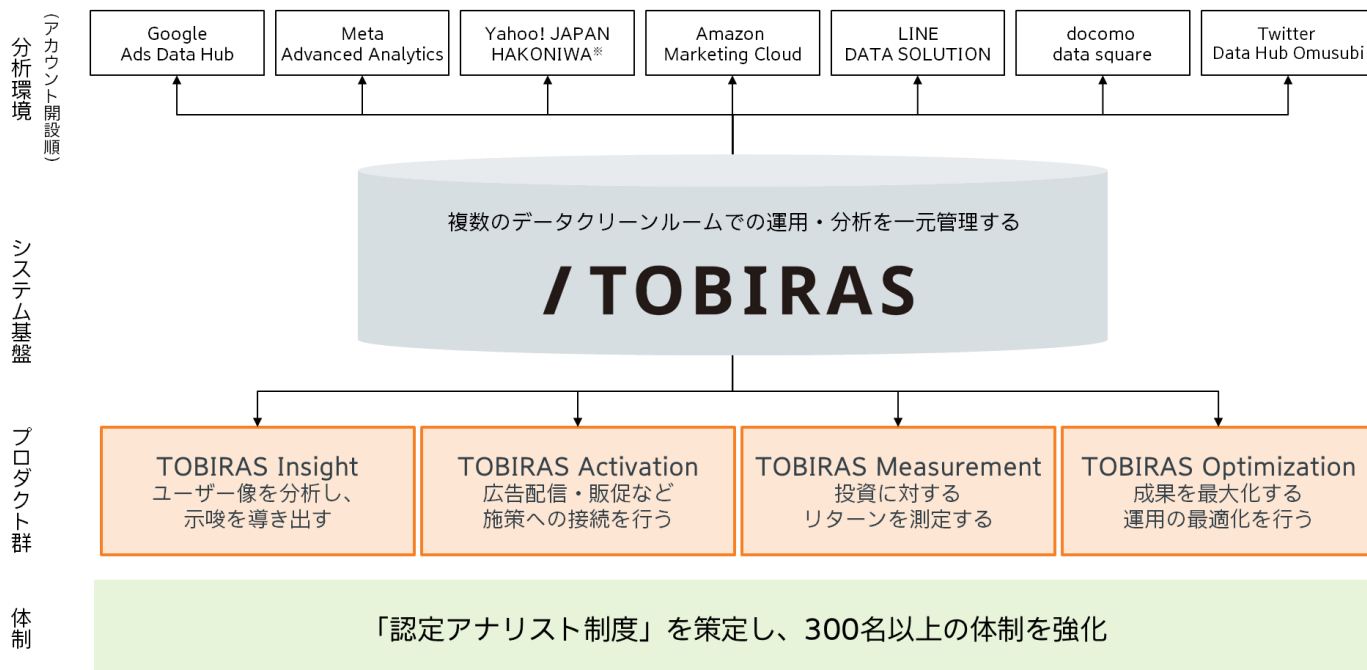 分析環境
(アカウント開設順)
Google
Ads Data Hub
Meta
Advanced Analytics
Yahoo! JAPAN
HAKONIWA※
Amazon
Marketing Cloud
LINE
DATA SOLUTION
docomo
data square
Twitter
Data Hub Omusubi
システム基盤
複数のデータクリーンルームでの運用・分析を一元管理する
/ TOBIRAS
プロダクト群
TOBIRAS Insight
ユーザー像を分析し、
示唆を導き出す
TOBIRAS Activation
広告配信・販促など
施策への接続を行う
TOBIRAS Measurement
投資に対する
リターンを測定する
TOBIRAS Optimization
成果を最大化する
運用の最適化を行う
体制
「認定アナリスト制度」を策定し、300名以上の体制を強化